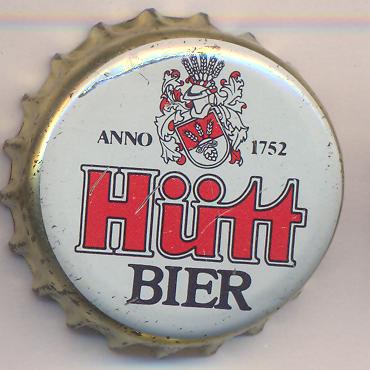 ANNO 1752
Hütt
BIER